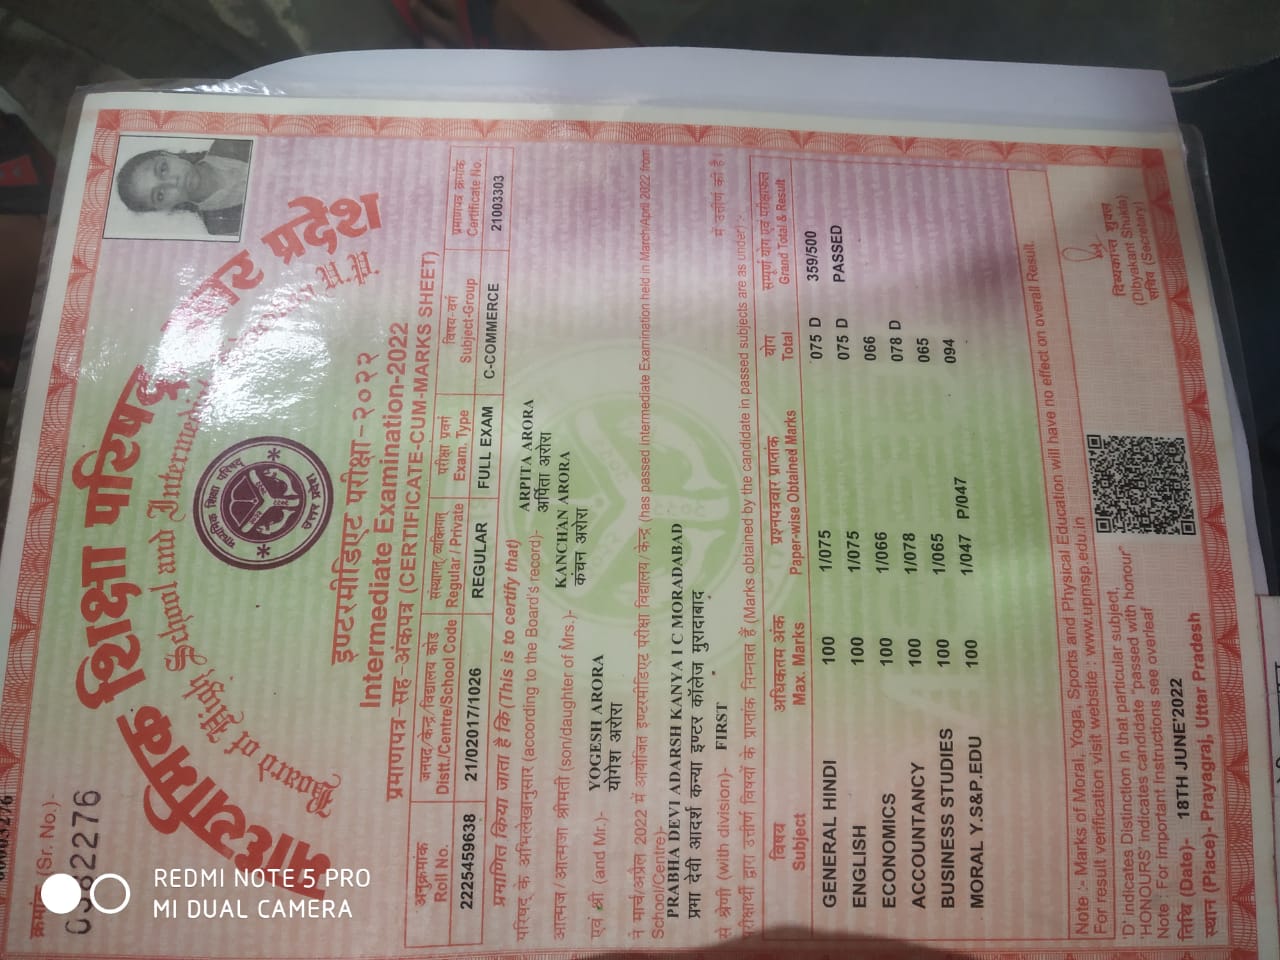 क्रमांक (Sr. No.)-
0382276
माध्यमिक शिक्षा परिषद्, प्रदेश
Board of High School and Intermediate U.P.
इण्टरमीडिएट परीक्षा-२०२२
Intermediate Examination-2022
प्रमाणपत्र सह -अंकपत्र (CERTIFICATE-CUM-MARKS SHEET)
अनुक्रमांक जनपद/केन्द्र/विद्यालय कोड संस्थागत/व्यक्तिगत परीक्षा प्रवर्ग विषय-वर्ग प्रमाणपत्र क्रमांक
Roll No. Distt./Centre/School Code Regular / Private Exam. Type Subject-Group Certificate No.
2225459638 21/02017/1026 REGULAR FULL EXAM C-COMMERCE 21003303
प्रमाणित किया जाता है कि (This is to certify that)
परिषद् के अभिलेखानुसार (according to the Board's record)- ARPITA ARORA
अर्पिता अरोरा
आत्मज/आत्मजा श्रीमती (son/daughter of Mrs.)- KANCHAN ARORA
कंचन अरोरा
एवं श्री (and Mr.)- YOGESH ARORA
योगेश अरोरा
ने मार्च/अप्रैल 2022 में आयोजित इण्टरमीडिएट परीक्षा विद्यालय/केन्द्र (has passed Intermediate Examination held in March/April 2022 from
School/Centre)-
PRABHA DEVI ADARSH KANYA I C MORADABAD
प्रभा देवी आदर्श कन्या इण्टर कॉलेज मुरादाबाद
से श्रेणी (with division)- FIRST में उत्तीर्ण की है।
परीक्षार्थी द्वारा उत्तीर्ण विषयों के प्राप्तांक निम्नवत हैं (Marks obtained by the candidate in passed subjects are as under):-
विषय अधिकतम अंक प्रश्नपत्रवार प्राप्तांक योग सम्पूर्ण योग एवं परीक्षाफल
Subject Max. Marks Paper-wise Obtained Marks Total Grand Total & Result
GENERAL HINDI 100 1/075 075 D 359/500
ENGLISH 100 1/075 075 D PASSED
ECONOMICS 100 1/066 066
ACCOUNTANCY 100 1/078 078 D
BUSINESS STUDIES 100 1/065 065
MORAL Y.S&P.EDU 100 1/047 P/047 094
Note :- Marks of Moral, Yoga, Sports and Physical Education will have no effect on overall Result.
For result verification visit website : www.upmsp.edu.in
'D' indicates Distinction in that particular subject,
'HONOURS' indicates candidate "passed with honour"
Note : For important Instructions see overleaf
तिथि (Date)- 18TH JUNE'2022
स्थान (Place)- Prayagraj, Uttar Pradesh
दिब्यकान्त शुक्ल
(Dibyakant Shukla)
सचिव (Secretary)
REDMI NOTE 5 PRO
MI DUAL CAMERA